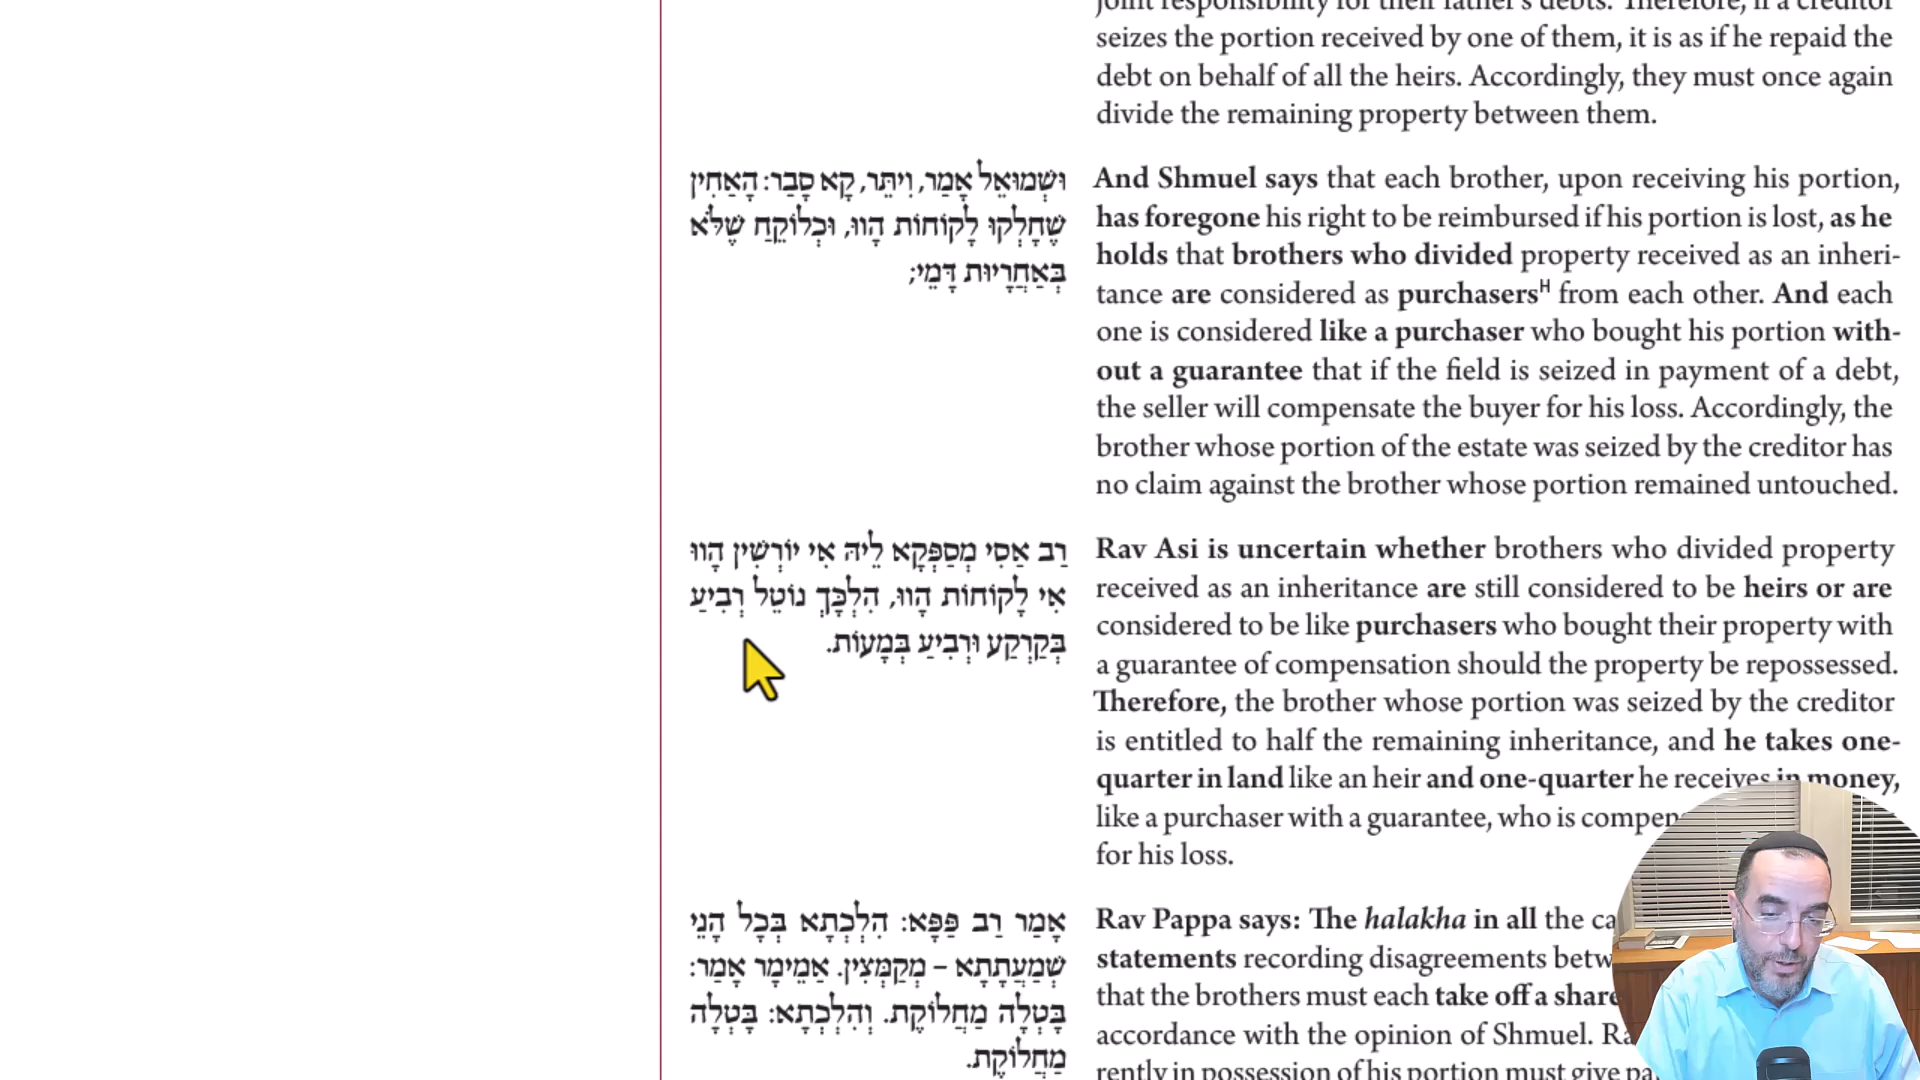 joint responsibility for their father's debts. Therefore, if a creditor
seizes the portion received by one of them, it is as if he repaid the
debt on behalf of all the heirs. Accordingly, they must once again
divide the remaining property between them.
וּשְׁמוּאֵל אָמַר, וִיתֵּר, קָא סָבַר: הָאַחִין
שֶׁחָלְקוּ לָקוֹחוֹת הָווּ, וּכְלוֹקֵחַ שֶׁלֹּא
בְּאַחֲרָיוּת דָּמֵי;
And Shmuel says that each brother, upon receiving his portion,
has foregone his right to be reimbursed if his portion is lost, as he
holds that brothers who divided property received as an inheri-
tance are considered as purchasersᴴ from each other. And each
one is considered like a purchaser who bought his portion with-
out a guarantee that if the field is seized in payment of a debt,
the seller will compensate the buyer for his loss. Accordingly, the
brother whose portion of the estate was seized by the creditor has
no claim against the brother whose portion remained untouched.
רַב אַסִי מְסַפְּקָא לֵיהּ אִי יוֹרְשִׁין הָווּ
אִי לָקוֹחוֹת הָווּ, הִלְכָּךְ נוֹטֵל רְבִיעַ
בְּקַרְקַע וּרְבִיעַ בְּמָעוֹת.
Rav Asi is uncertain whether brothers who divided property
received as an inheritance are still considered to be heirs or are
considered to be like purchasers who bought their property with
a guarantee of compensation should the property be repossessed.
Therefore, the brother whose portion was seized by the creditor
is entitled to half the remaining inheritance, and he takes one-
quarter in land like an heir and one-quarter he receives in money,
like a purchaser with a guarantee, who is compen
for his loss.
אָמַר רַב פַּפָּא: הִלְכְתָא בְּכָל הָנֵי
שְׁמַעֲתָתָא – מְקַמְּצִין. אֲמֵימָר אָמַר:
בָּטְלָה מַחֲלוֹקֶת. וְהִלְכְתָא: בָּטְלָה
מַחֲלוֹקֶת.
Rav Pappa says: The halakha in all the ca
statements recording disagreements betw
that the brothers must each take off a share
accordance with the opinion of Shmuel. Ra
rently in possession of his portion must give pa